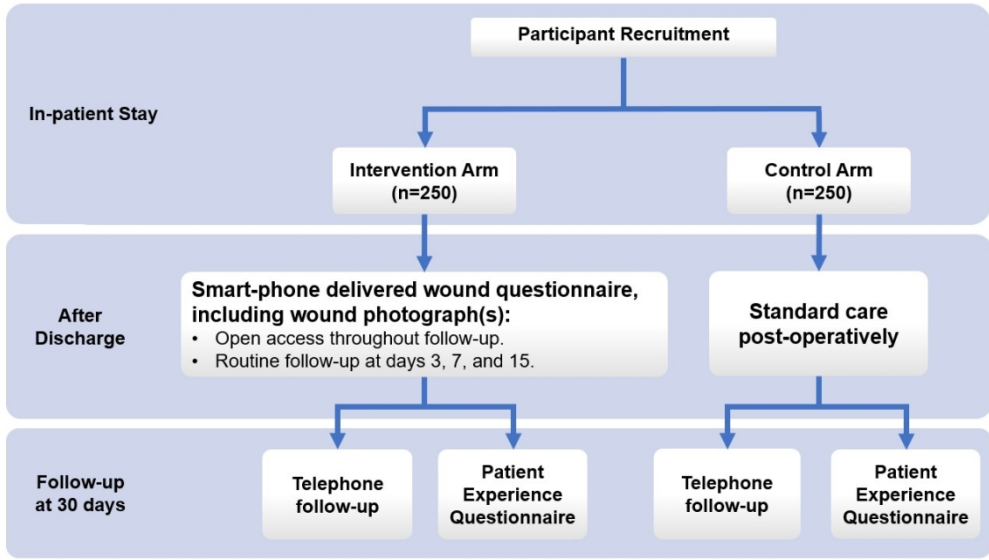 Participant Recruitment
In-patient Stay
Intervention Arm
(n=250)
Control Arm
(n=250)
After
Discharge
Smart-phone delivered wound questionnaire,
including wound photograph(s):
• Open access throughout follow-up.
• Routine follow-up at days 3, 7, and 15.
Standard care
post-operatively
Follow-up
at 30 days
Telephone
follow-up
Patient
Experience
Questionnaire
Telephone
follow-up
Patient
Experience
Questionnaire